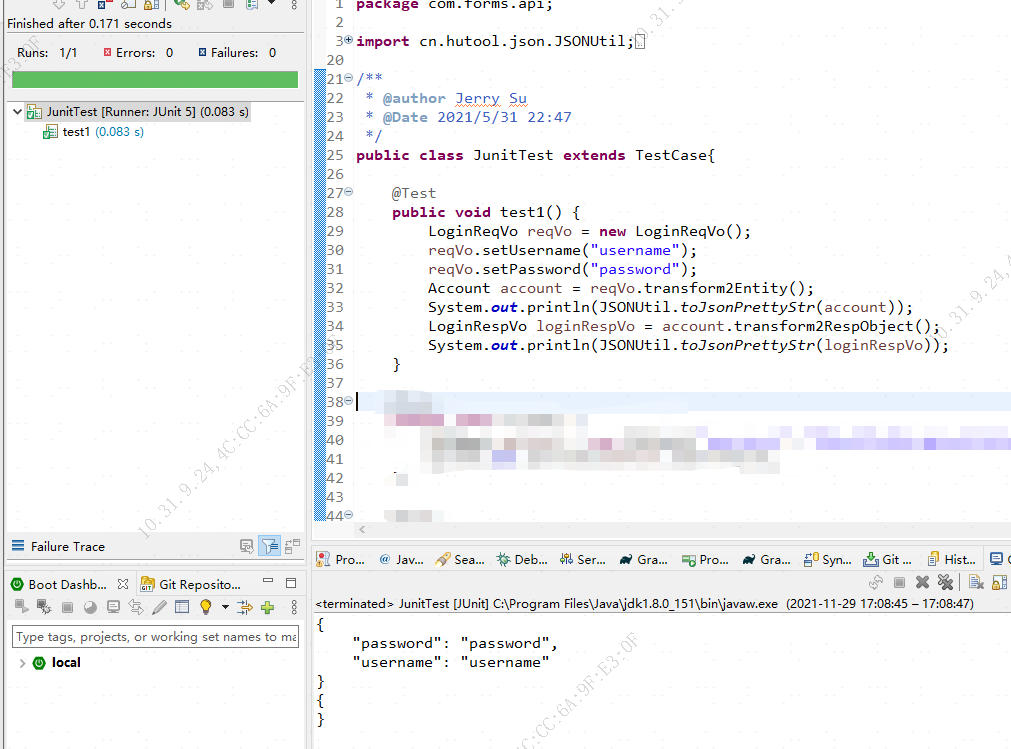 Finished after 0.171 seconds
Runs: 1/1 Errors: 0 Failures: 0
JunitTest [Runner: JUnit 5] (0.083 s)
test1 (0.083 s)
Failure Trace
Boot Dashb... Git Reposito...
Type tags, projects, or working set names to ma
local
1 package com.forms.api;
2
3 import cn.hutool.json.JSONUtil;
20
21 /**
22 * @author Jerry Su
23 * @Date 2021/5/31 22:47
24 */
25 public class JunitTest extends TestCase{
26
27 @Test
28 public void test1() {
29 LoginReqVo reqVo = new LoginReqVo();
30 reqVo.setUsername("username");
31 reqVo.setPassword("password");
32 Account account = reqVo.transform2Entity();
33 System.out.println(JSONUtil.toJsonPrettyStr(account));
34 LoginRespVo loginRespVo = account.transform2RespObject();
35 System.out.println(JSONUtil.toJsonPrettyStr(loginRespVo));
36 }
37
38
39
40
41
42
43
44
Pro... Jav... Sea... Deb... Ser... Gra... Pro... Gra... Syn... Git ... Hist...
<terminated> JunitTest [JUnit] C:\Program Files\Java\jdk1.8.0_151\bin\javaw.exe (2021-11-29 17:08:45 – 17:08:47)
{
"password": "password",
"username": "username"
}
{
}
10.31.9.24, 4C:CC:6A:9F:E3:0F